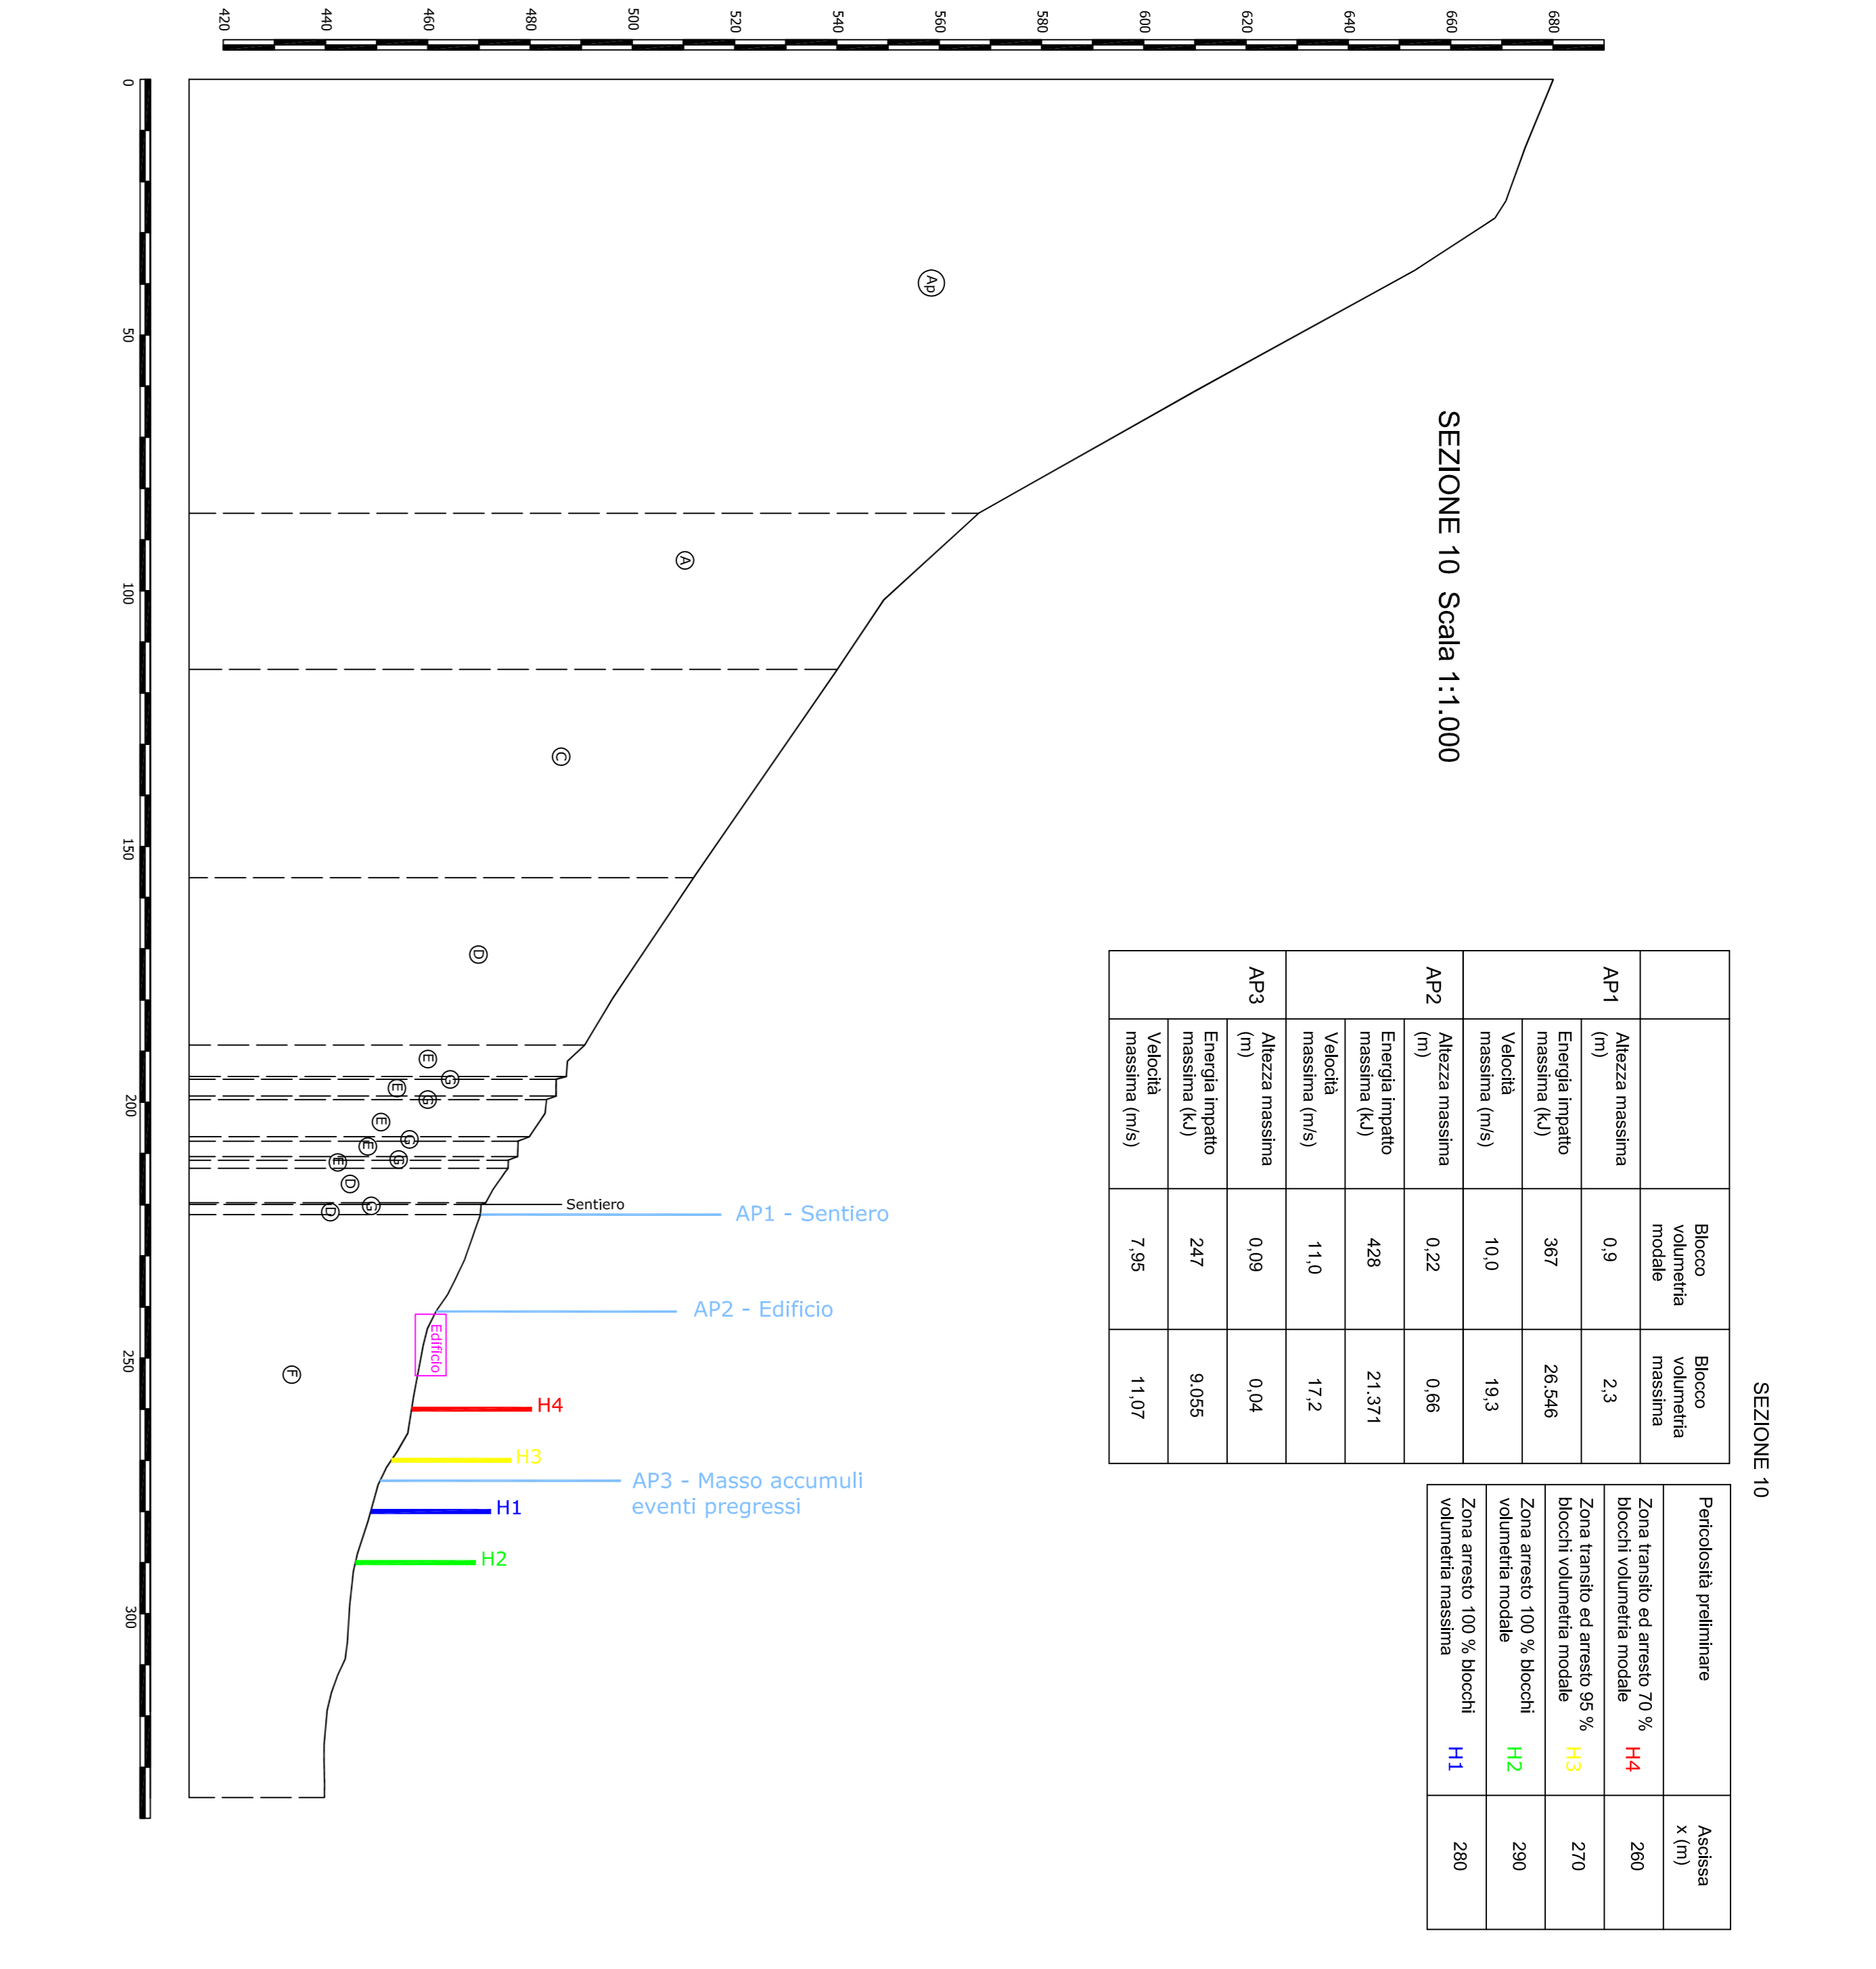 SEZIONE 10
SEZIONE 10 Scala 1:1.000
Blocco
volumetria
modale
Blocco
volumetria
massima
AP1
Altezza massima
(m)
0,9
2,3
Energia impatto
massima (kJ)
367
26.546
Velocità
massima (m/s)
10,0
19,3
AP2
Altezza massima
(m)
0,22
0,66
Energia impatto
massima (kJ)
428
21.371
Velocità
massima (m/s)
11,0
17,2
AP3
Altezza massima
(m)
0,09
0,04
Energia impatto
massima (kJ)
247
9.055
Velocità
massima (m/s)
7,95
11,07
Pericolosità preliminare
Ascissa
x (m)
Zona transito ed arresto 70 %
blocchi volumetria modale
H4
260
Zona transito ed arresto 95 %
blocchi volumetria modale
H3
270
Zona arresto 100 % blocchi
volumetria modale
H2
290
Zona arresto 100 % blocchi
volumetria massima
H1
280
680
660
640
620
600
580
560
540
520
500
480
460
440
420
0
50
100
150
200
250
300
Ap
A
C
D
E
G
E
G
E
G
E
G
E
D
G
D
F
Sentiero
AP1 - Sentiero
AP2 - Edificio
Edificio
H4
H3
AP3 - Masso accumuli
eventi pregressi
H1
H2